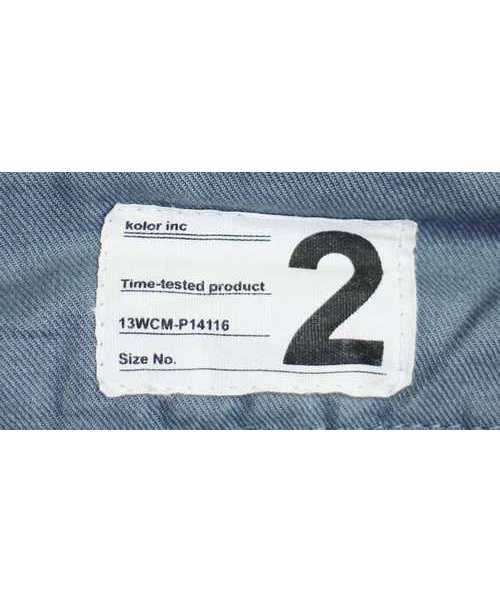 kolor inc
Time-tested product
13WCM-P14116
Size No.
2